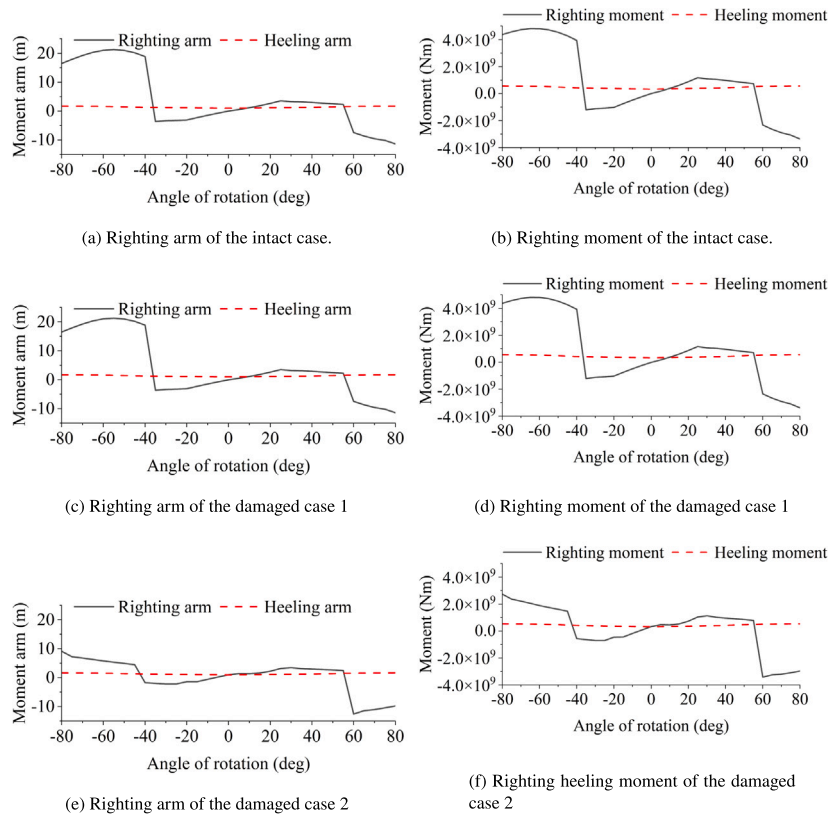 Righting arm Heeling arm
Moment arm (m)
20
10
0
-10
-80 -60 -40 -20 0 20 40 60 80
Angle of rotation (deg)
(a) Righting arm of the intact case.
Righting moment Heeling moment
Moment (Nm)
4.0×10⁹
2.0×10⁹
0.0
-2.0×10⁹
-4.0×10⁹
-80 -60 -40 -20 0 20 40 60 80
Angle of rotation (deg)
(b) Righting moment of the intact case.
Righting arm Heeling arm
Moment arm (m)
20
10
0
-10
-80 -60 -40 -20 0 20 40 60 80
Angle of rotation (deg)
(c) Righting arm of the damaged case 1
Righting moment Heeling moment
Moment (Nm)
4.0×10⁹
2.0×10⁹
0.0
-2.0×10⁹
-4.0×10⁹
-80 -60 -40 -20 0 20 40 60 80
Angle of rotation (deg)
(d) Righting moment of the damaged case 1
Righting arm Heeling arm
Moment arm (m)
20
10
0
-10
-80 -60 -40 -20 0 20 40 60 80
Angle of rotation (deg)
(e) Righting arm of the damaged case 2
Righting moment Heeling moment
Moment (Nm)
4.0×10⁹
2.0×10⁹
0.0
-2.0×10⁹
-4.0×10⁹
-80 -60 -40 -20 0 20 40 60 80
Angle of rotation (deg)
(f) Righting heeling moment of the damaged
case 2